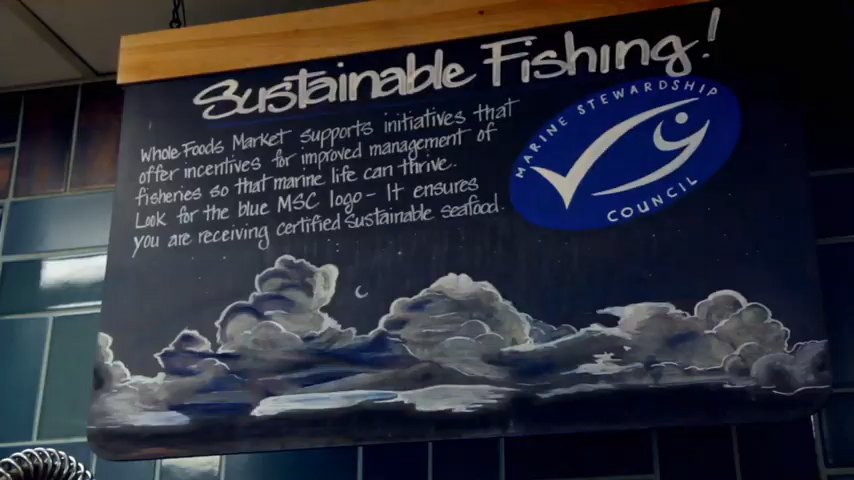 Sustainable Fishing!
Whole Foods Market supports initiatives that
offer incentives for improved management of
fisheries so that marine life can thrive.
Look for the blue MSC logo - It ensures
you are receiving certified sustainable seafood.
MARINE STEWARDSHIP
COUNCIL